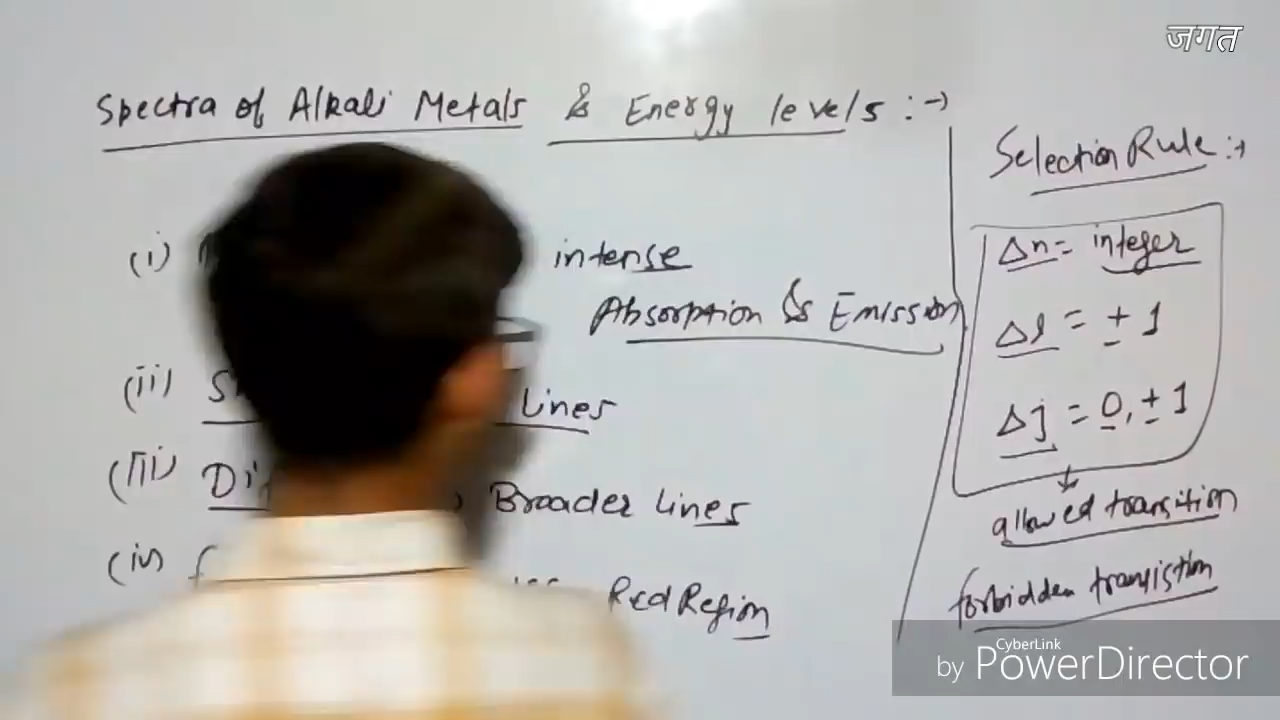 जगत
Spectra of Alkali Metals & Energy levels :→
(i) intense
Absorption & Emission
(ii) Lines
(iii) Broader Lines
(iv) Red Region
Selection Rule :→
Δn = integer
Δl = ± 1
Δj = 0, ± 1
allowed transition
forbidden
CyberLink
by PowerDirector